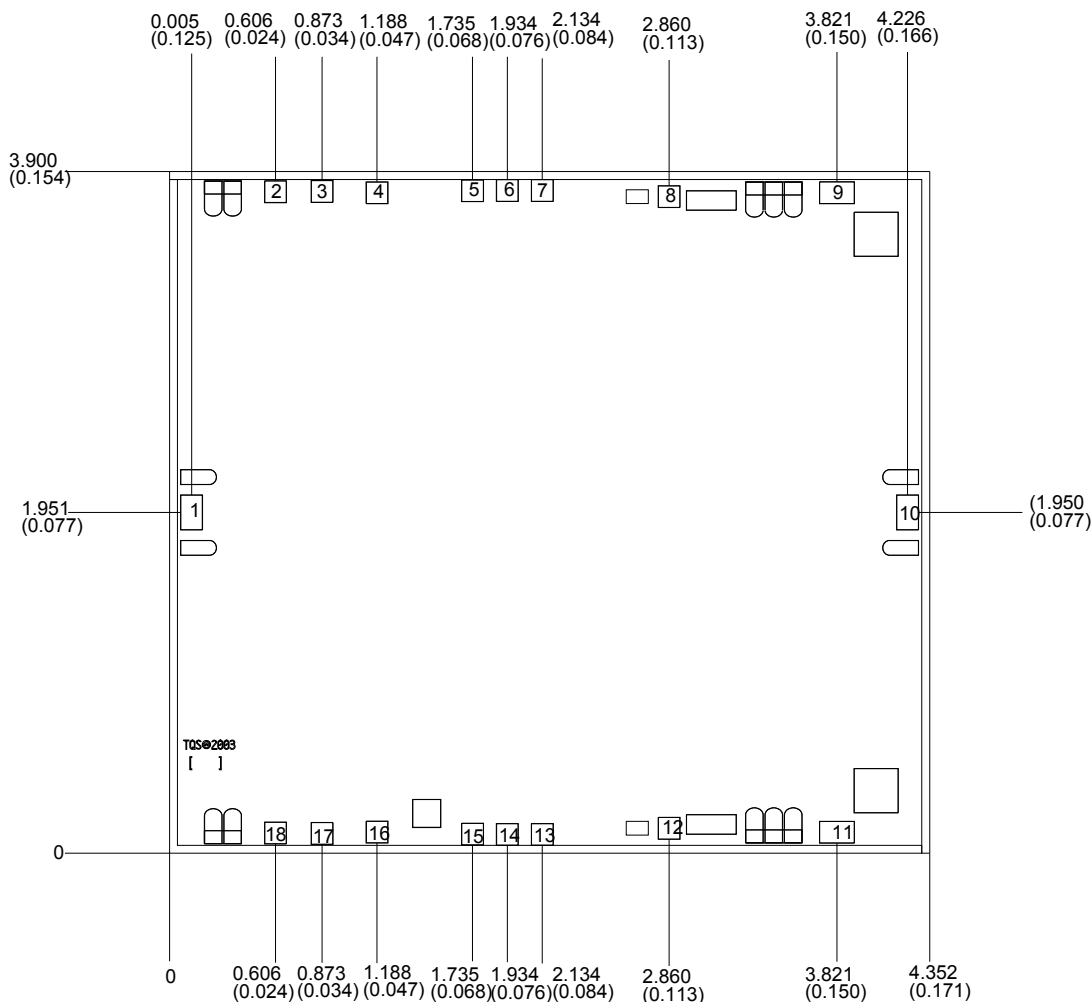 0.005 0.606 0.873 1.188 1.735 1.934 2.134 2.860 3.821 4.226
(0.125) (0.024) (0.034) (0.047) (0.068) (0.076) (0.084) (0.113) (0.150) (0.166)
3.900
(0.154)
2 3 4 5 6 7 8 9
1.951
(0.077)
1 10
(1.950
(0.077)
TQS©2003
[ ]
18 17 16 15 14 13 12 11
0
0 0.606 0.873 1.188 1.735 1.934 2.134 2.860 3.821 4.352
(0.024) (0.034) (0.047) (0.068) (0.076) (0.084) (0.113) (0.150) (0.171)